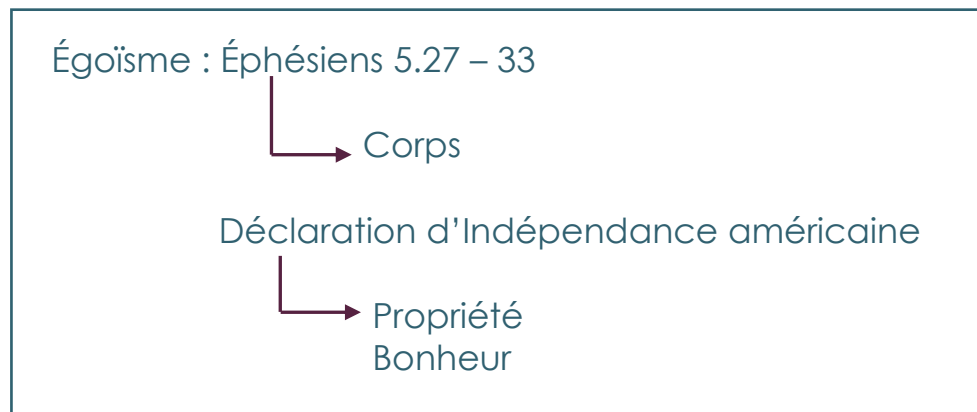 Égoïsme : Éphésiens 5.27 – 33
Corps
Déclaration d’Indépendance américaine
Propriété
Bonheur